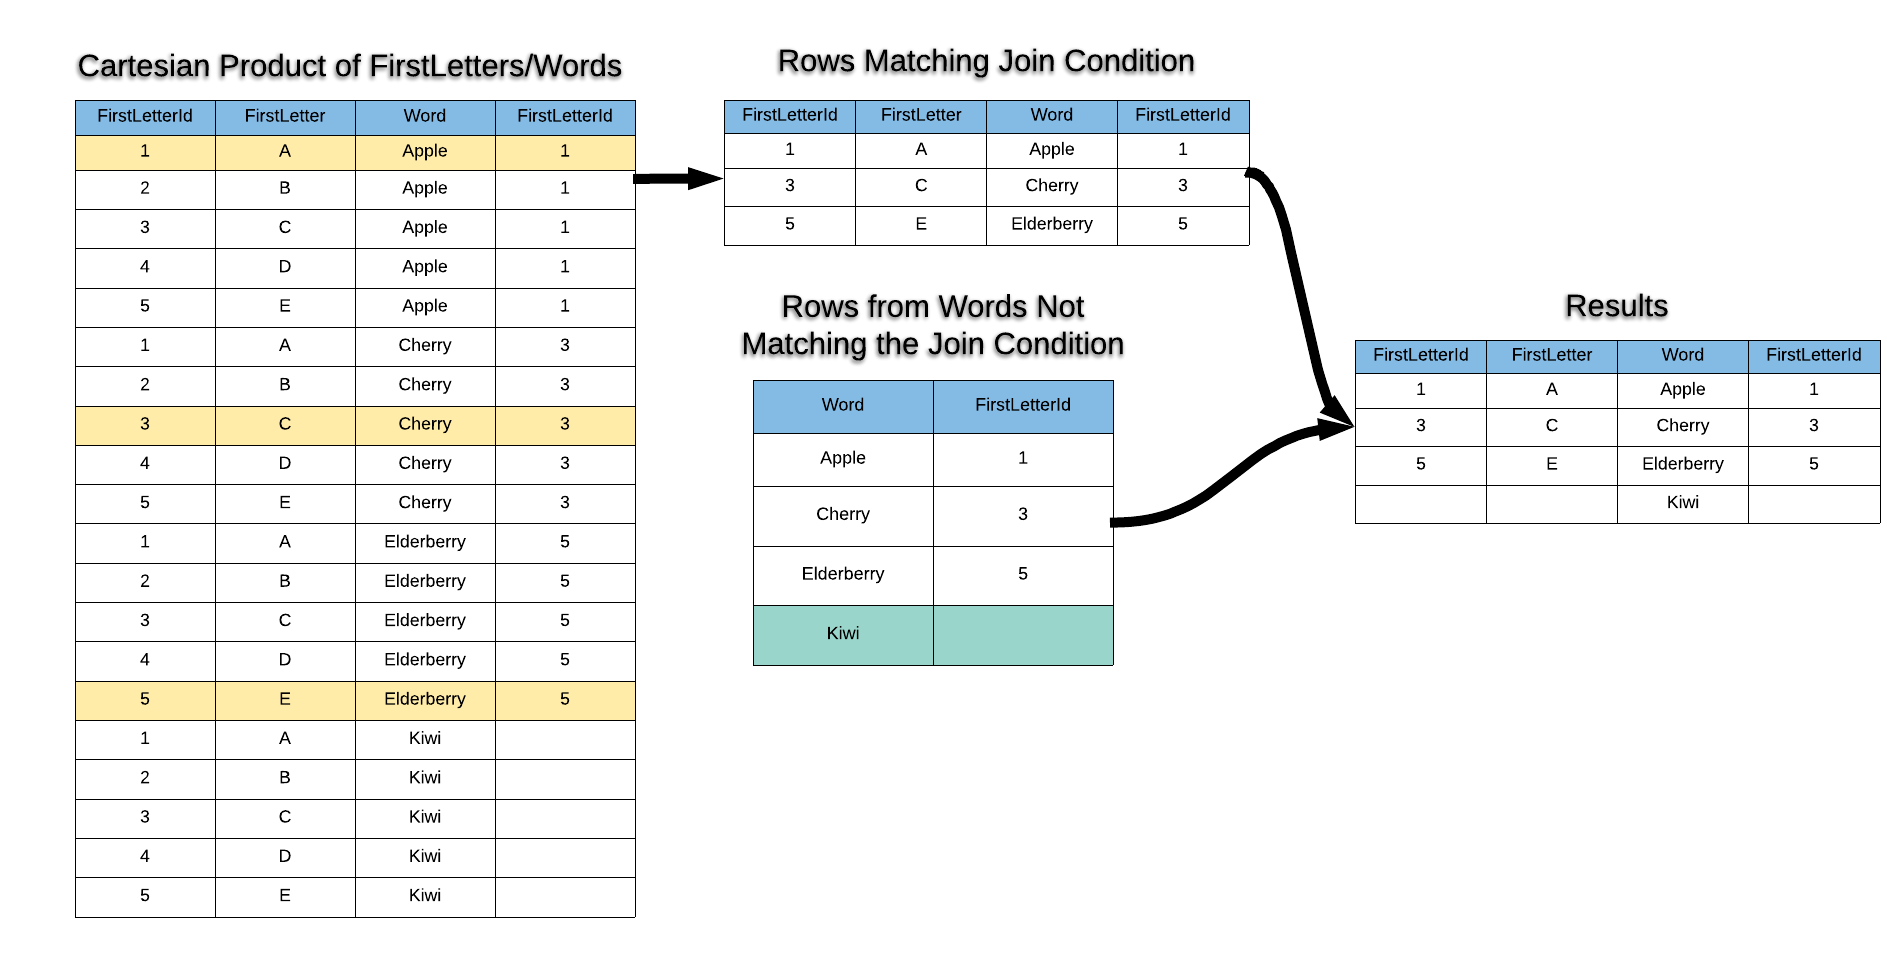 Cartesian Product of FirstLetters/Words
FirstLetterId FirstLetter Word FirstLetterId
1 A Apple 1
2 B Apple 1
3 C Apple 1
4 D Apple 1
5 E Apple 1
1 A Cherry 3
2 B Cherry 3
3 C Cherry 3
4 D Cherry 3
5 E Cherry 3
1 A Elderberry 5
2 B Elderberry 5
3 C Elderberry 5
4 D Elderberry 5
5 E Elderberry 5
1 A Kiwi
2 B Kiwi
3 C Kiwi
4 D Kiwi
5 E Kiwi
Rows Matching Join Condition
FirstLetterId FirstLetter Word FirstLetterId
1 A Apple 1
3 C Cherry 3
5 E Elderberry 5
Rows from Words Not
Matching the Join Condition
Word FirstLetterId
Apple 1
Cherry 3
Elderberry 5
Kiwi
Results
FirstLetterId FirstLetter Word FirstLetterId
1 A Apple 1
3 C Cherry 3
5 E Elderberry 5
Kiwi